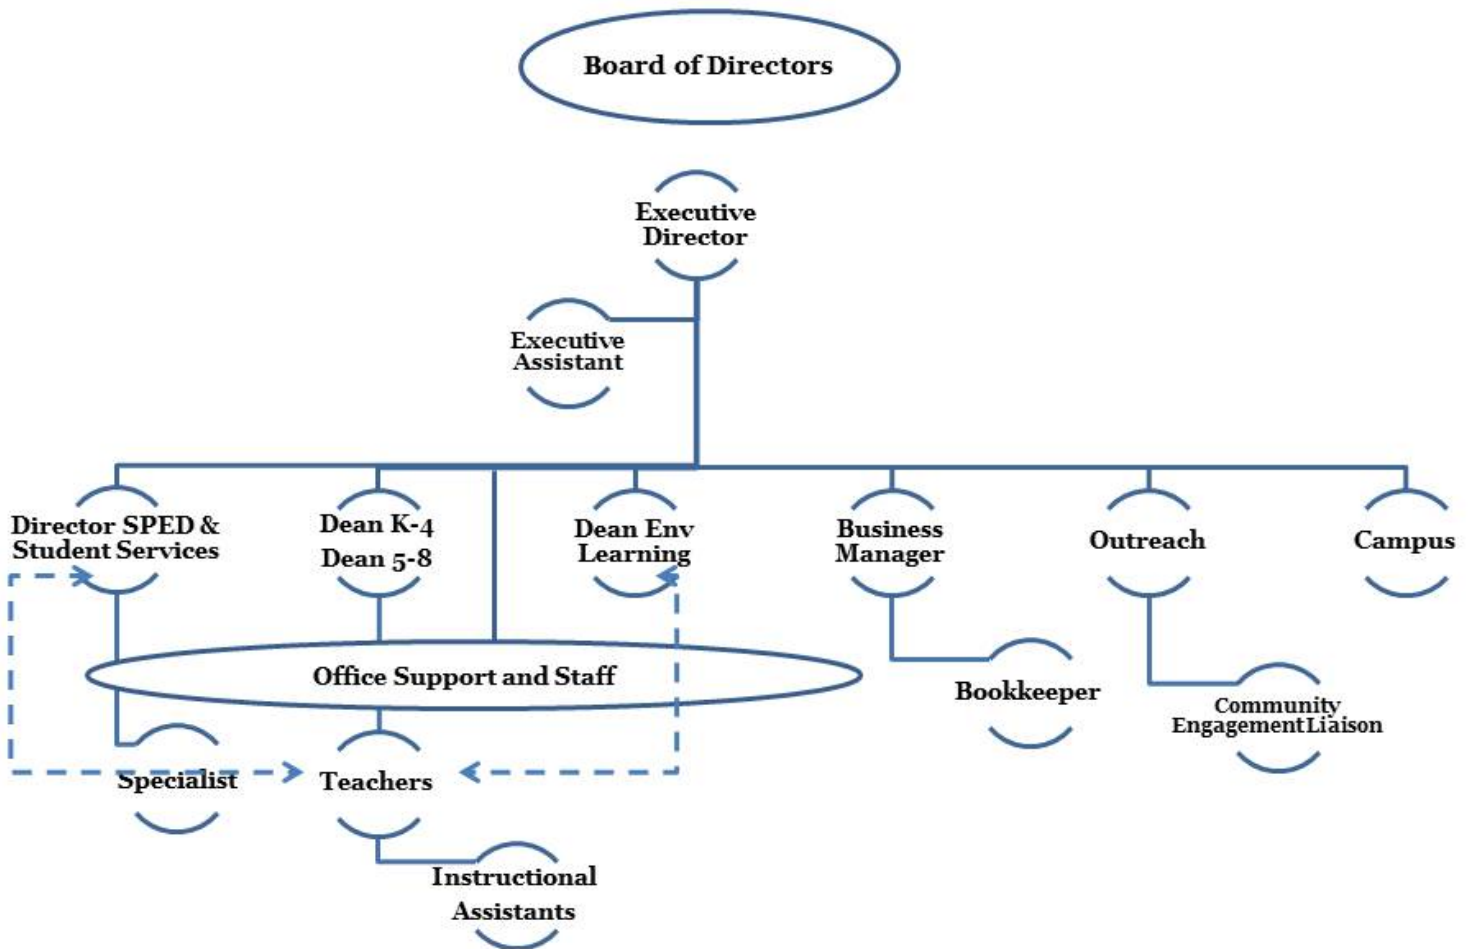 Board of Directors
Executive
Director
Executive
Assistant
Director SPED &
Student Services
Dean K-4
Dean 5-8
Dean Env
Learning
Business
Manager
Outreach
Campus
Office Support and Staff
Bookkeeper
Community
Engagement Liaison
Specialist
Teachers
Instructional
Assistants